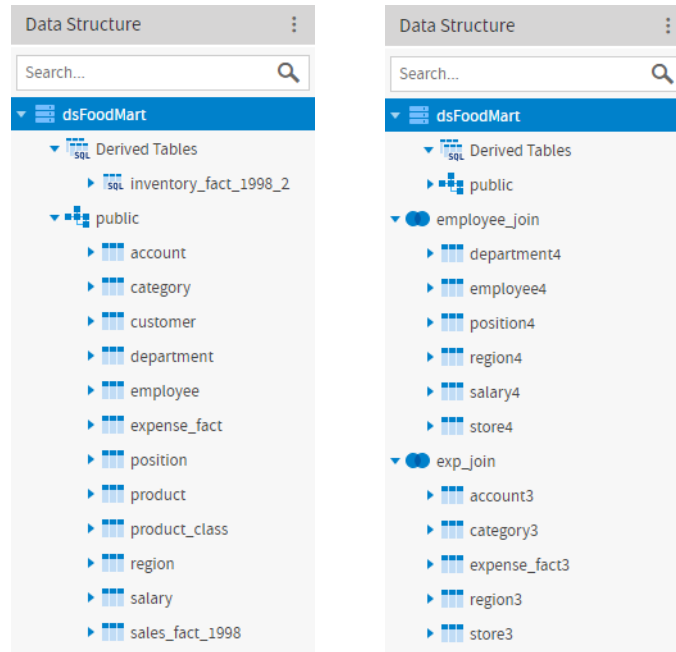 Data Structure
Search...
dsFoodMart
Derived Tables
SQL
inventory_fact_1998_2
SQL
public
account
category
customer
department
employee
expense_fact
position
product
product_class
region
salary
sales_fact_1998
Data Structure
Search...
dsFoodMart
Derived Tables
SQL
public
employee_join
department4
employee4
position4
region4
salary4
store4
exp_join
account3
category3
expense_fact3
region3
store3